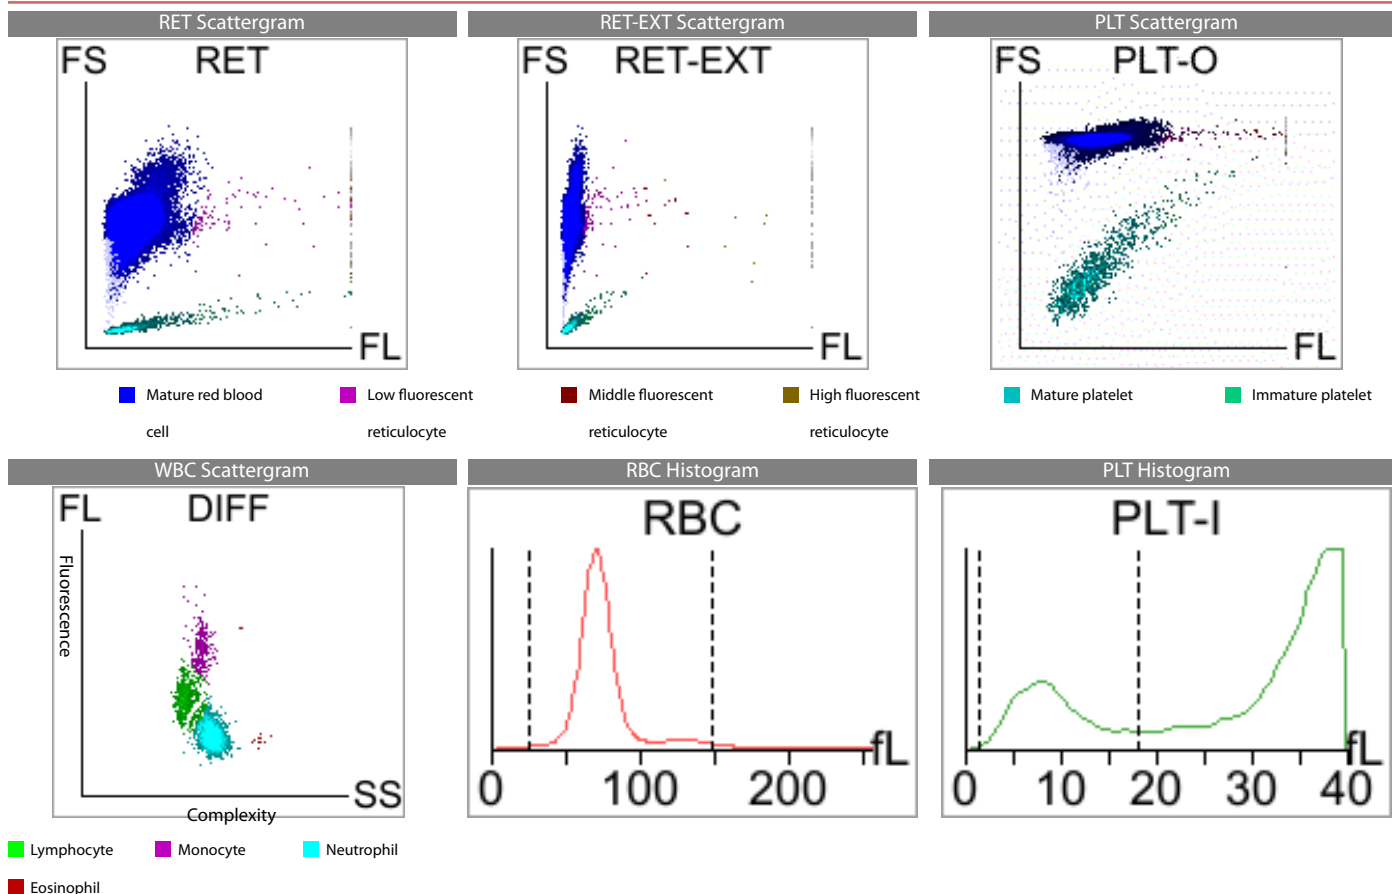 RET Scattergram
RET-EXT Scattergram
PLT Scattergram
FS RET
FL
FS RET-EXT
FL
FS PLT-O
FL
Mature red blood
cell
Low fluorescent
reticulocyte
Middle fluorescent
reticulocyte
High fluorescent
reticulocyte
Mature platelet
Immature platelet
WBC Scattergram
RBC Histogram
PLT Histogram
FL DIFF
Fluorescence
SS
Complexity
RBC
fL
0 100 200
PLT-I
fL
0 10 20 30 40
Lymphocyte
Monocyte
Neutrophil
Eosinophil